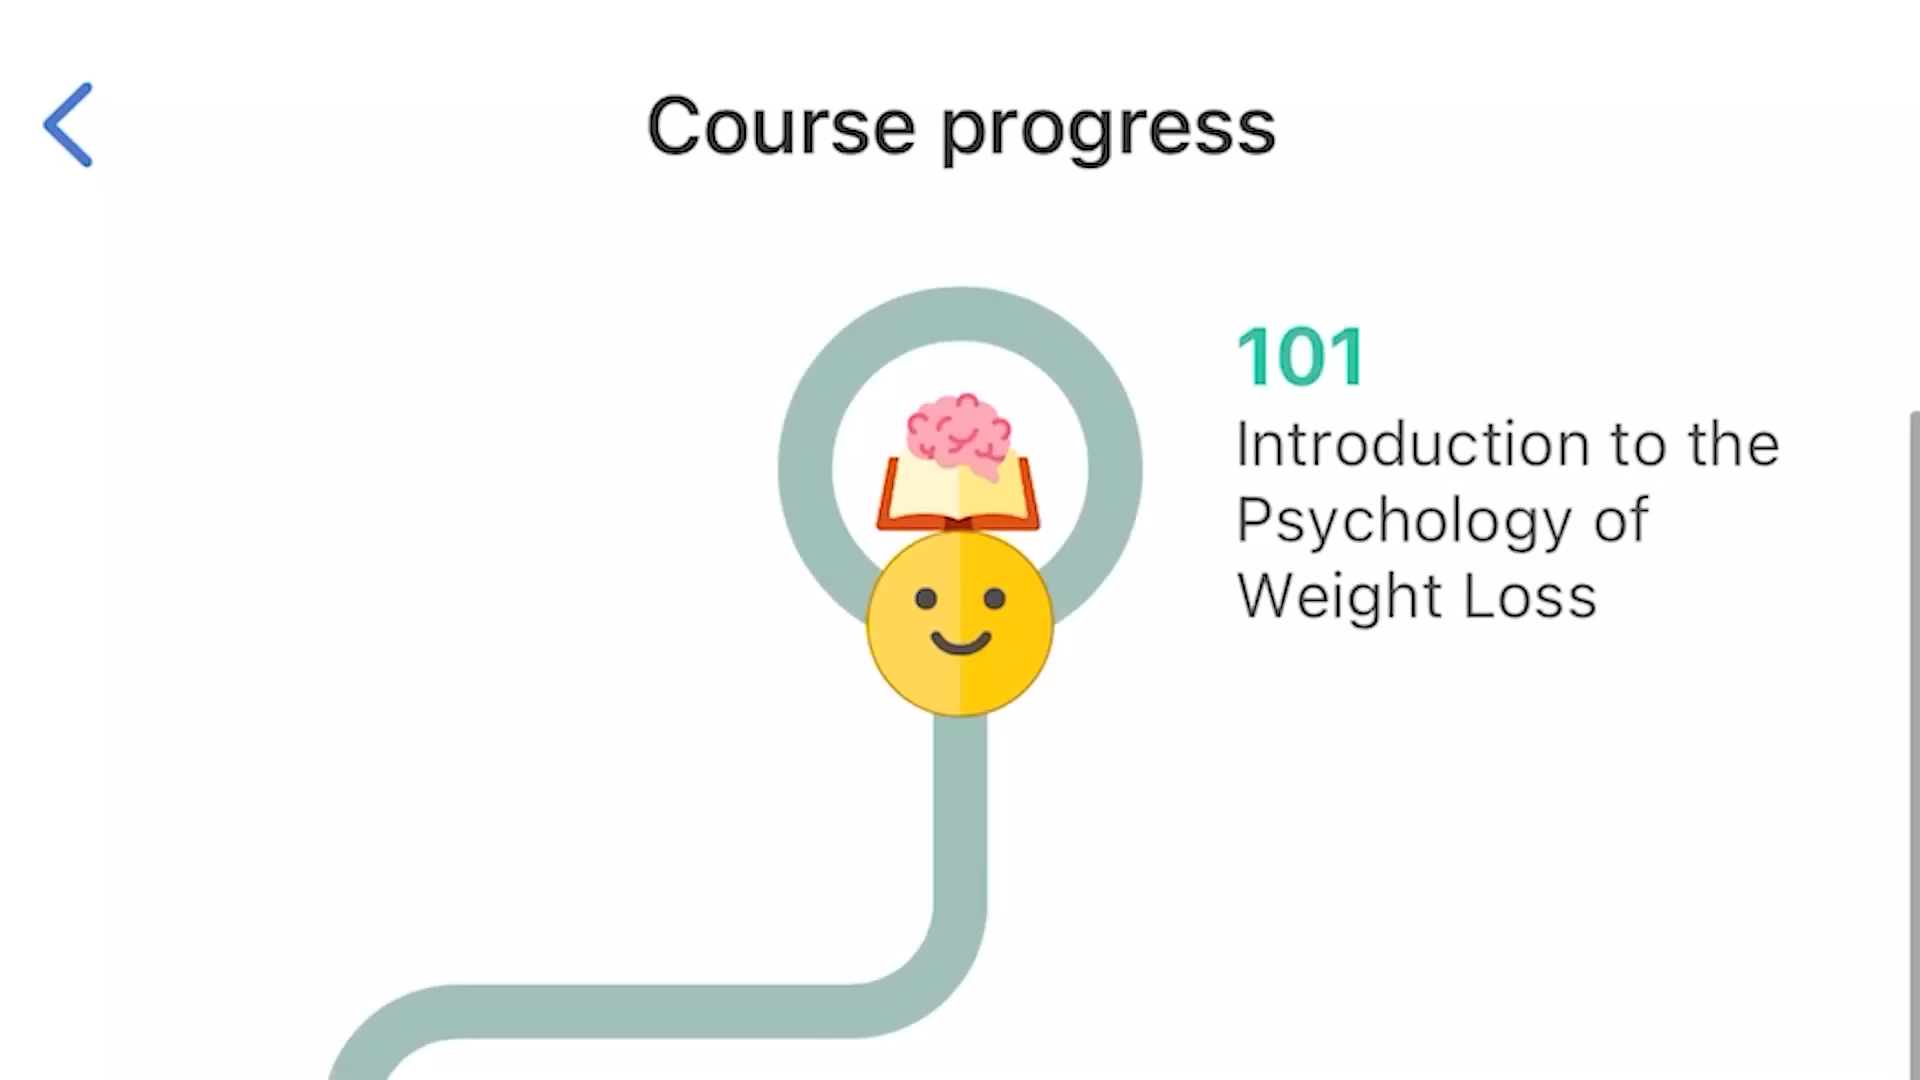 Course progress
101
Introduction to the
Psychology of
Weight Loss